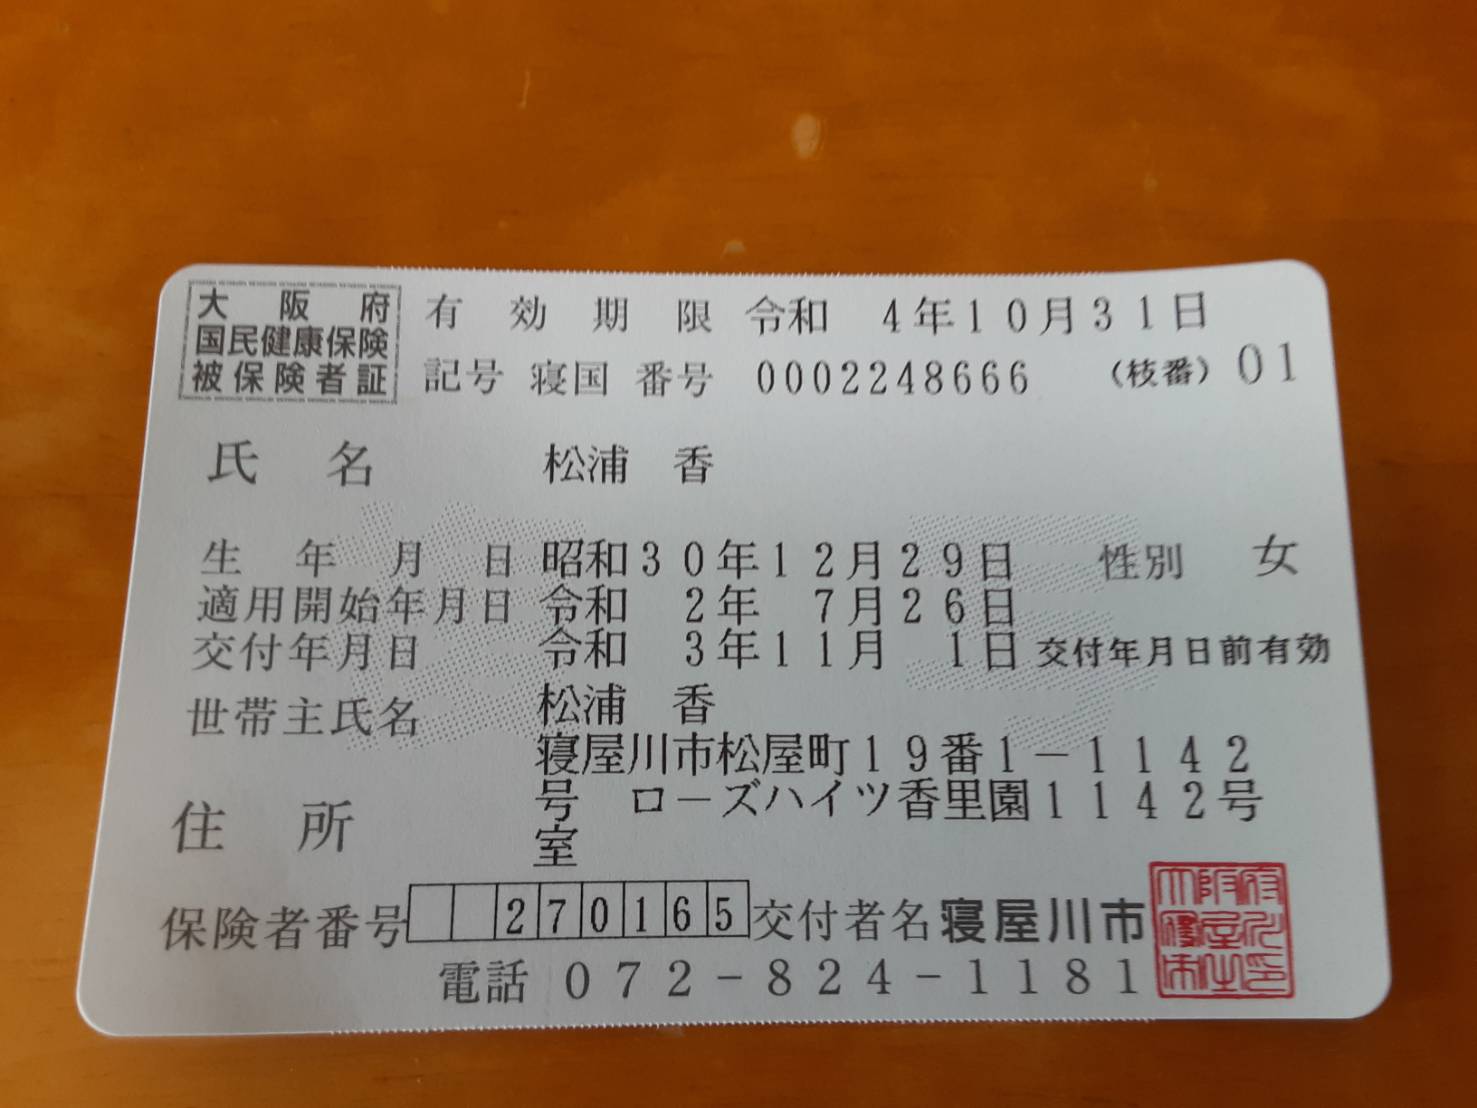 大阪府
国民健康保険
被保険者証
有効期限 令和 4年10月31日
記号 寝国 番号 0002248666 (枝番) 01
氏名 松浦 香
生年月日 昭和30年12月29日 性別 女
適用開始年月日 令和 2年 7月26日
交付年月日 令和 3年11月 1日 交付年月日前有効
世帯主氏名 松浦 香
住所 寝屋川市松屋町19番1-1142
号 ローズハイツ香里園1142号
室
保険者番号 270165 交付者名 寝屋川市
電話 072-824-1181